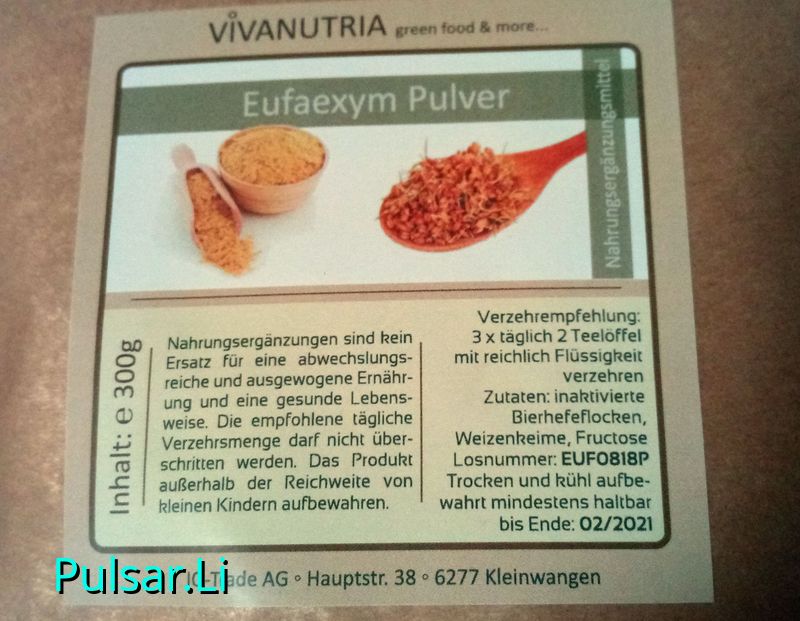 VIVANUTRIA green food & more...
Eufaexym Pulver
Nahrungsergänzungsmittel
Inhalt: ℮ 300g
Nahrungsergänzungen sind kein
Ersatz für eine abwechslungs-
reiche und ausgewogene Ernähr-
ung und eine gesunde Lebens-
weise. Die empfohlene tägliche
Verzehrsmenge darf nicht über-
schritten werden. Das Produkt
außerhalb der Reichweite von
kleinen Kindern aufbewahren.
Verzehrempfehlung:
3 x täglich 2 Teelöffel
mit reichlich Flüssigkeit
verzehren
Zutaten: inaktivierte
Bierhefeflocken,
Weizenkeime, Fructose
Losnummer: EUF0818P
Trocken und kühl aufbe-
wahrt mindestens haltbar
bis Ende: 02/2021
AG ◦ Hauptstr. 38 ◦ 6277 Kleinwangen
Pulsar.Li